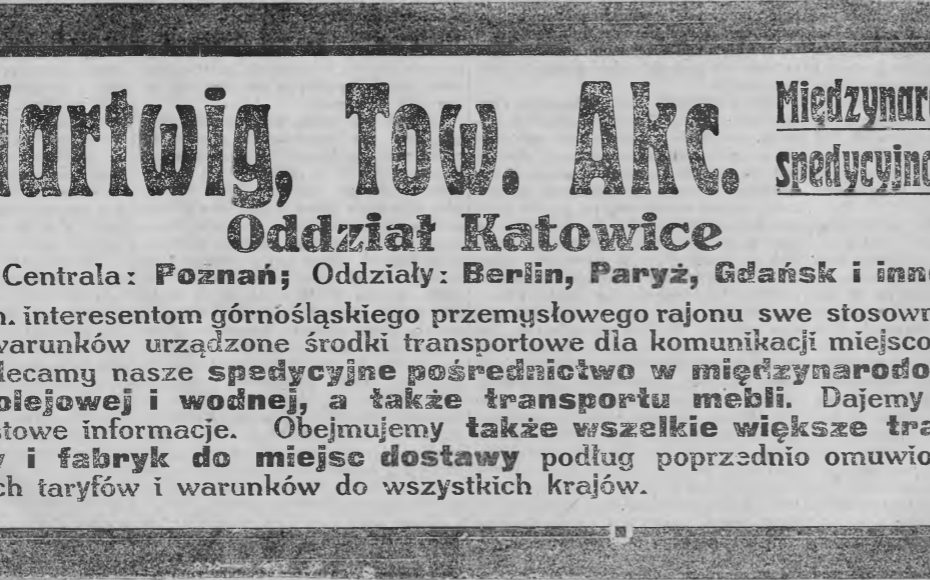 Hartwig, Tow. Akc.
Międzynaro
spedycyjno
Oddział Katowice
Centrala: Poznań; Oddziały: Berlin, Paryż, Gdańsk i inne
n. interesentom górnośląskiego przemysłowego rajonu swe stosown
warunków urządzone środki transportowe dla komunikacji miejsco
lecamy nasze spedycyjne pośrednictwo w międzynarodo
olejowej i wodnej, a także transportu mebli. Dajemy
stowe informacje. Obejmujemy także wszelkie większe tra
y i fabryk do miejsc dostawy podług poprzednio omuwio
ch taryfów i warunków do wszystkich krajów.